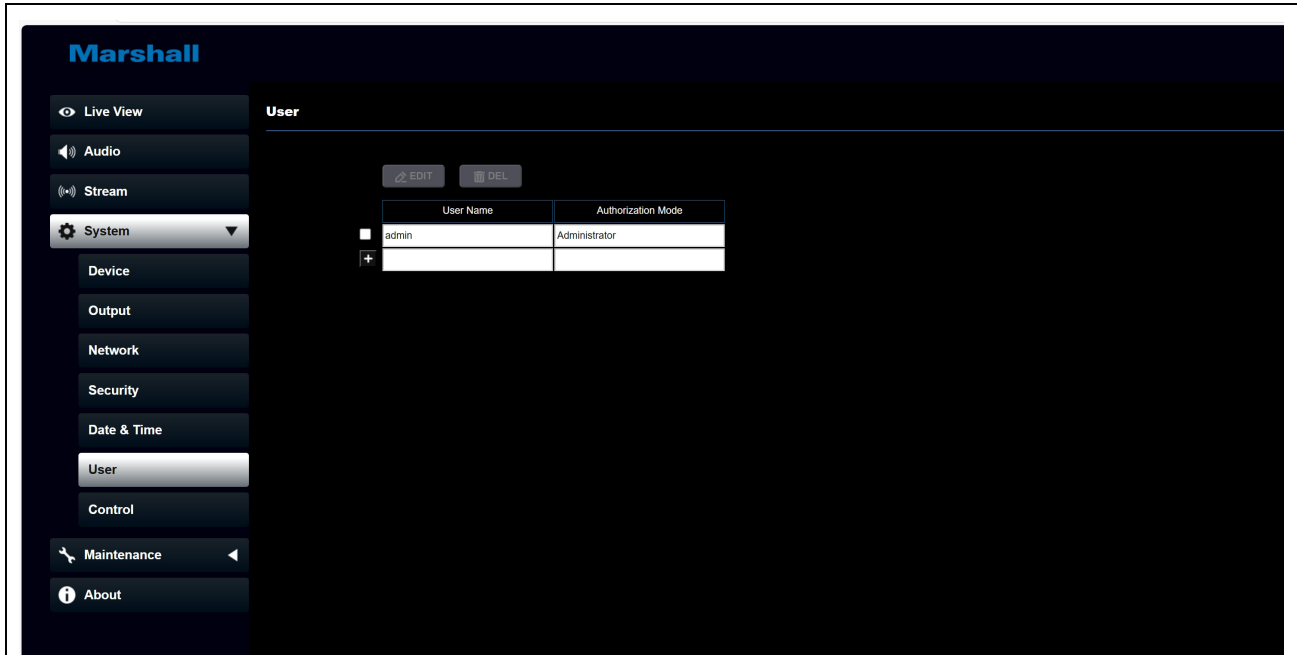 Marshall
Live View
Audio
Stream
System
Device
Output
Network
Security
Date & Time
User
Control
Maintenance
About
User
EDIT DEL
User Name Authorization Mode
admin Administrator